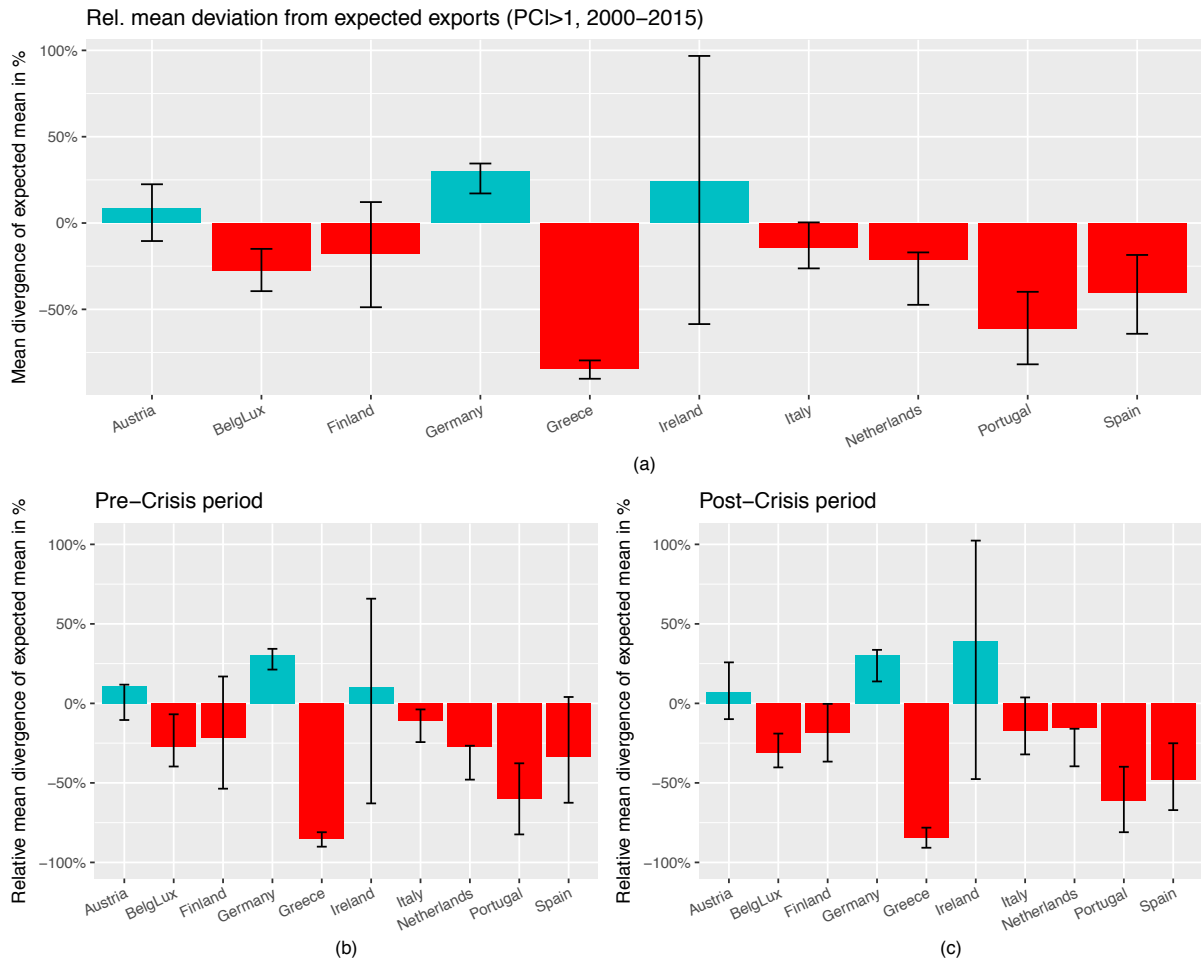 Rel. mean deviation from expected exports (PCI>1, 2000−2015)
Mean divergence of expected mean in %
100%
50%
0%
−50%
Austria
BelgLux
Finland
Germany
Greece
Ireland
Italy
Netherlands
Portugal
Spain
(a)
Pre−Crisis period
Relative mean divergence of expected mean in %
100%
50%
0%
−50%
−100%
Austria
BelgLux
Finland
Germany
Greece
Ireland
Italy
Netherlands
Portugal
Spain
(b)
Post−Crisis period
Relative mean divergence of expected mean in %
100%
50%
0%
−50%
−100%
Austria
BelgLux
Finland
Germany
Greece
Ireland
Italy
Netherlands
Portugal
Spain
(c)